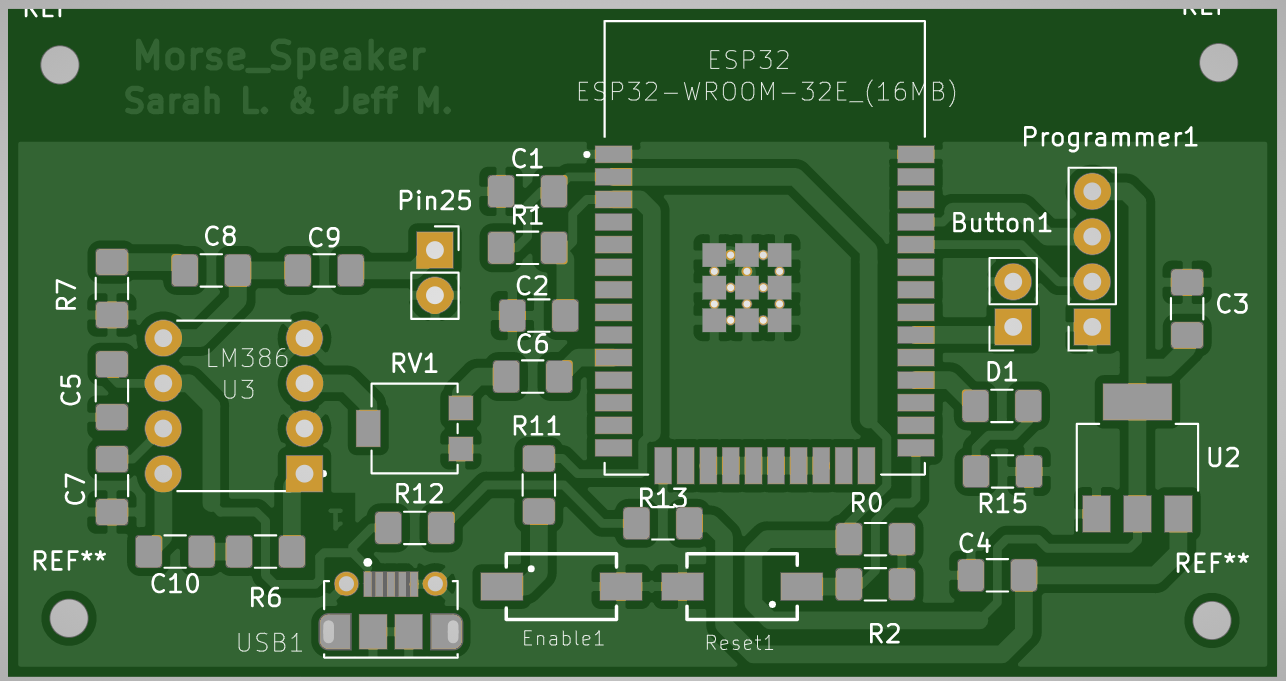 REF
REF
Morse_Speaker
Sarah L. & Jeff M.
ESP32
ESP32-WROOM-32E_(16MB)
Programmer1
C1
Pin25
R1
Button1
C8
C9
R7
C2
C3
LM386
U3
C6
RV1
D1
C5
R11
U2
C7
R12
R13
R0
R15
1
C4
REF**
REF**
C10
R6
USB1
Enable1
Reset1
R2